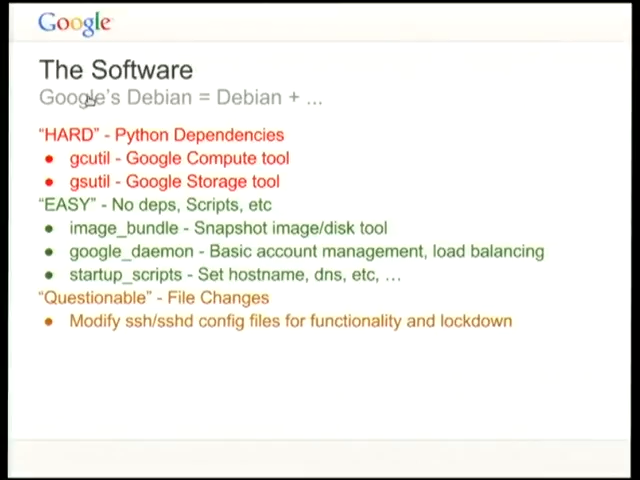 Google
The Software
Google's Debian = Debian + ...
“HARD” - Python Dependencies
● gcutil - Google Compute tool
● gsutil - Google Storage tool
“EASY” - No deps, Scripts, etc
● image_bundle - Snapshot image/disk tool
● google_daemon - Basic account management, load balancing
● startup_scripts - Set hostname, dns, etc, ...
“Questionable” - File Changes
● Modify ssh/sshd config files for functionality and lockdown